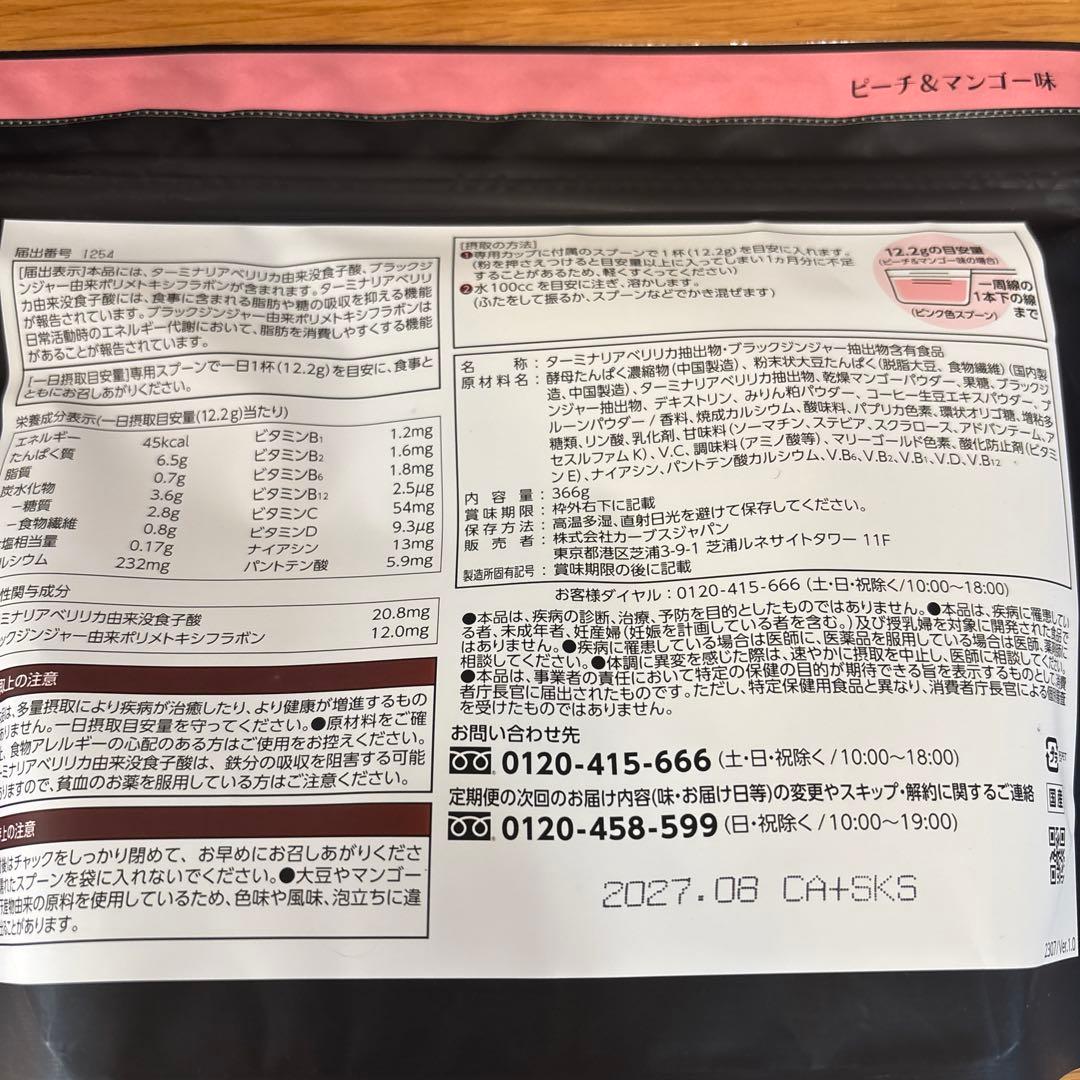 ピーチ＆マンゴー味
届出番号 1254
[届出表示]本品には、ターミナリアベリリカ由来没食子酸、ブラックジ
ンジャー由来ポリメトキシフラボンが含まれます。ターミナリアベリリ
カ由来没食子酸には、食事に含まれる脂肪や糖の吸収を抑える機能
が報告されています。ブラックジンジャー由来ポリメトキシフラボンは
日常活動時のエネルギー代謝において、脂肪を消費しやすくする機能
があることが報告されています。
[一日摂取目安量]専用スプーンで一日1杯(12.2g)を目安に、食事と
ともにお召しあがりください。
栄養成分表示(一日摂取目安量(12.2g)当たり)
エネルギー 45kcal ビタミンB₁ 1.2mg
たんぱく質 6.5g ビタミンB₂ 1.6mg
脂質 0.7g ビタミンB₆ 1.8mg
炭水化物 3.6g ビタミンB₁₂ 2.5μg
－糖質 2.8g ビタミンC 54mg
－食物繊維 0.8g ビタミンD 9.3μg
塩相当量 0.17g ナイアシン 13mg
ルシウム 232mg パントテン酸 5.9mg
性関与成分
ミナリアベリリカ由来没食子酸 20.8mg
ックジンジャー由来ポリメトキシフラボン 12.0mg
上の注意
は、多量摂取により疾病が治癒したり、より健康が増進するもの
ありません。一日摂取目安量を守ってください。●原材料をご確
、食物アレルギーの心配のある方はご使用をお控えください。
ミナリアベリリカ由来没食子酸は、鉄分の吸収を阻害する可能
ありますので、貧血のお薬を服用している方はご注意ください。
上の注意
後はチャックをしっかり閉めて、お早めにお召しあがりくださ
濡れたスプーンを袋に入れないでください。●大豆やマンゴー
産物由来の原料を使用しているため、色味や風味、泡立ちに違
出ることがあります。
[摂取の方法]
❶専用カップに付属のスプーンで1杯(12.2g)を目安に入れます。
(粉を押さえつけると目安量以上に入ってしまい1ヵ月分に不足
することがあるため、軽くすくってください)
❷水100ccを目安に注ぎ、溶かします。
(ふたをして振るか、スプーンなどでかき混ぜます)
12.2gの目安量
(ピーチ＆マンゴー味の場合)
一周線の
1本下の線
まで
(ピンク色スプーン)
名称：ターミナリアベリリカ抽出物・ブラックジンジャー抽出物含有食品
原材料名：酵母たんぱく濃縮物(中国製造)、粉末状大豆たんぱく(脱脂大豆、食物繊維)(国内製
造、中国製造)、ターミナリアベリリカ抽出物、乾燥マンゴーパウダー、果糖、ブラックジ
ンジャー抽出物、デキストリン、みりん粕パウダー、コーヒー生豆エキスパウダー、プ
ルーンパウダー / 香料、焼成カルシウム、酸味料、パプリカ色素、環状オリゴ糖、増粘多
糖類、リン酸、乳化剤、甘味料(ソーマチン、ステビア、スクラロース、アドバンテーム、ア
セスルファムK)、V.C、調味料(アミノ酸等)、マリーゴールド色素、酸化防止剤(ビタミ
ンE)、ナイアシン、パントテン酸カルシウム、V.B₆、V.B₂、V.B₁、V.D、V.B₁₂
内容量：366g
賞味期限：枠外右下に記載
保存方法：高温多湿、直射日光を避けて保存してください。
販売者：株式会社カーブスジャパン
東京都港区芝浦3-9-1 芝浦ルネサイトタワー 11F
製造所固有記号：賞味期限の後に記載
お客様ダイヤル：0120-415-666 (土・日・祝除く/10:00～18:00)
●本品は、疾病の診断、治療、予防を目的としたものではありません。●本品は、疾病に罹患してい
る者、未成年者、妊産婦(妊娠を計画している者を含む。)及び授乳婦を対象に開発された食品で
はありません。●疾病に罹患している場合は医師に、医薬品を服用している場合は医師、薬剤師に
相談してください。●体調に異変を感じた際は、速やかに摂取を中止し、医師に相談してください。
●本品は、事業者の責任において特定の保健の目的が期待できる旨を表示するものとして、消費
者庁長官に届出されたものです。ただし、特定保健用食品と異なり、消費者庁長官による個別審査
を受けたものではありません。
お問い合わせ先
0120-415-666 (土・日・祝除く/10:00～18:00)
定期便の次回のお届け内容(味・お届け日等)の変更やスキップ・解約に関するご連絡
0120-458-599 (日・祝除く/10:00～19:00)
プラ
国産
2027.08 CA+SKS
2307/Ver.1.0